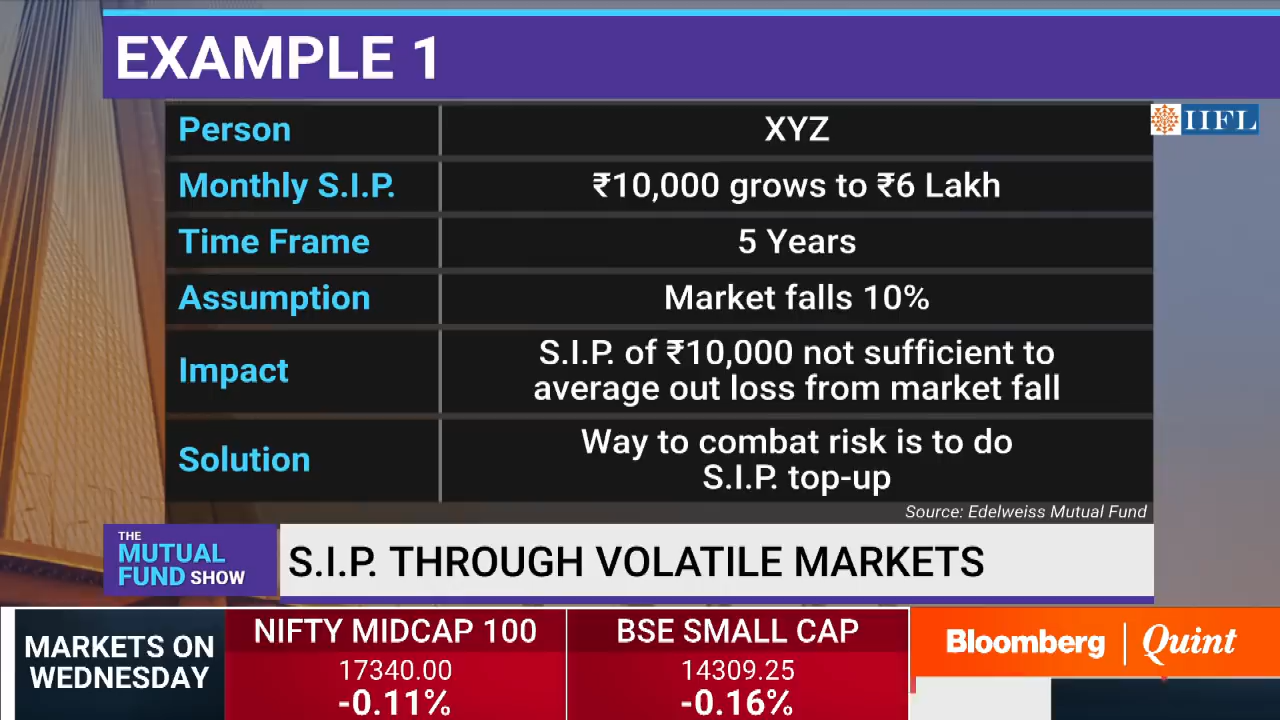 EXAMPLE 1
IIFL
Person XYZ
Monthly S.I.P. ₹10,000 grows to ₹6 Lakh
Time Frame 5 Years
Assumption Market falls 10%
Impact S.I.P. of ₹10,000 not sufficient to
average out loss from market fall
Solution Way to combat risk is to do
S.I.P. top-up
Source: Edelweiss Mutual Fund
THE
MUTUAL
FUND SHOW
S.I.P. THROUGH VOLATILE MARKETS
MARKETS ON
WEDNESDAY
NIFTY MIDCAP 100
17340.00
-0.11%
BSE SMALL CAP
14309.25
-0.16%
Bloomberg | Quint